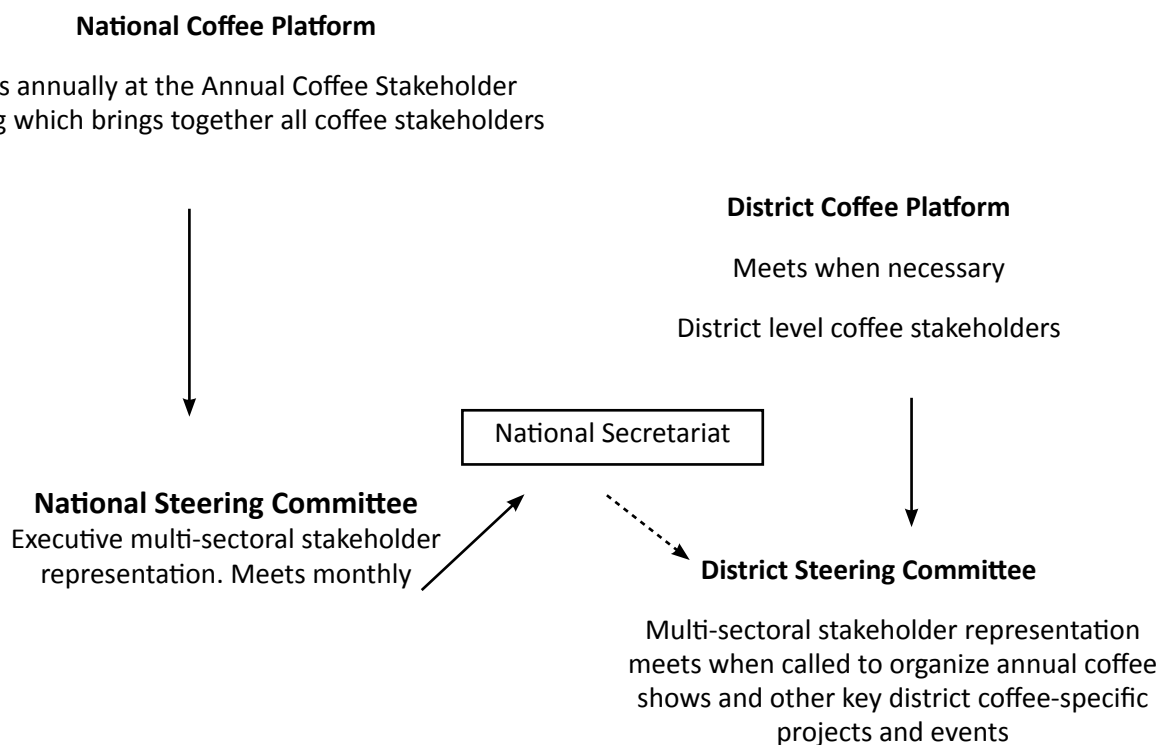 National Coffee Platform
s annually at the Annual Coffee Stakeholder
g which brings together all coffee stakeholders
District Coffee Platform
Meets when necessary
District level coffee stakeholders
National Secretariat
National Steering Committee
Executive multi-sectoral stakeholder
representation. Meets monthly
District Steering Committee
Multi-sectoral stakeholder representation
meets when called to organize annual coffee
shows and other key district coffee-specific
projects and events